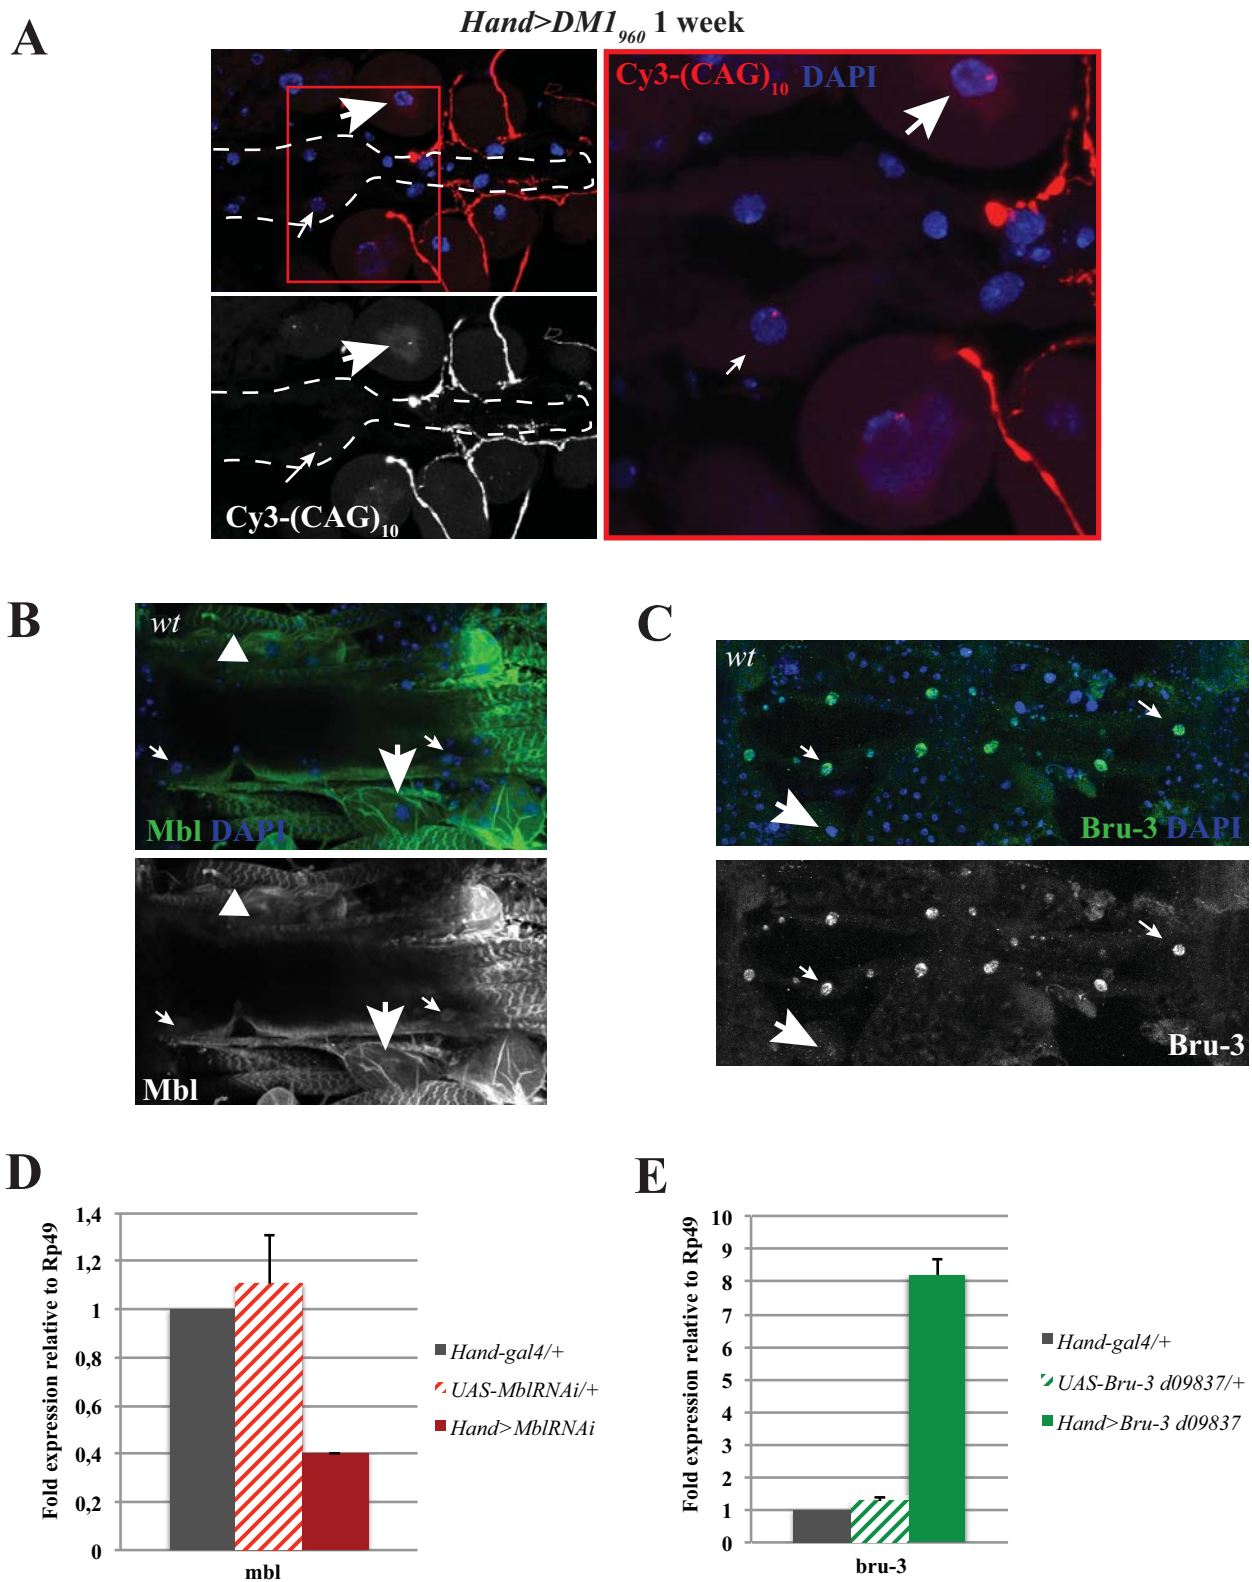 Hand>DM1960 1 week
A
Cy3-(CAG)10 DAPI
Cy3-(CAG)10
B
wt
Mbl DAPI
Mbl
C
wt
Bru-3 DAPI
Bru-3
D
Fold expression relative to Rp49
1,4
1,2
1
0,8
0,6
0,4
0,2
0
mbl
Hand-gal4/+
UAS-MblRNAi/+
Hand>MblRNAi
E
Fold expression relative to Rp49
10
9
8
7
6
5
4
3
2
1
0
bru-3
Hand-gal4/+
UAS-Bru-3 d09837/+
Hand>Bru-3 d09837